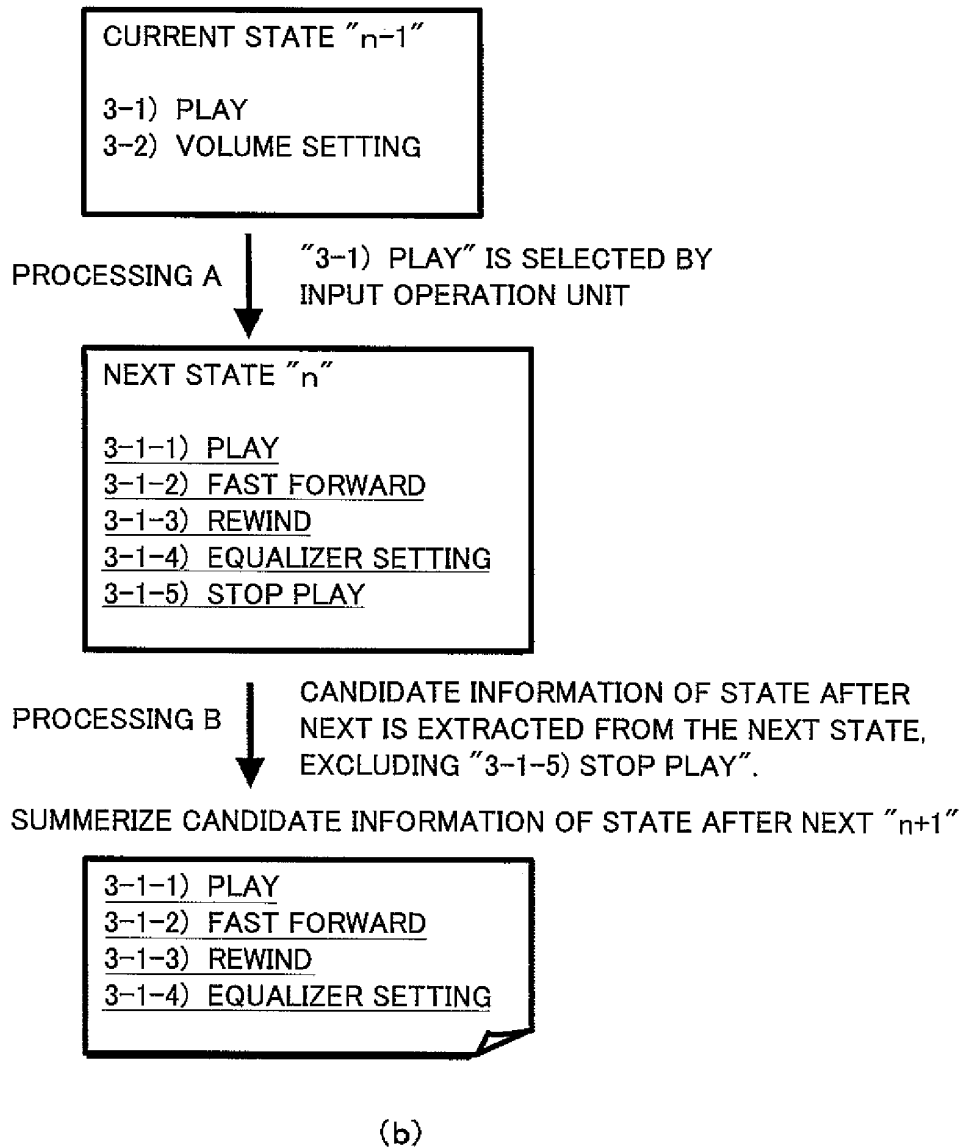 CURRENT STATE "n-1"
3-1) PLAY
3-2) VOLUME SETTING
PROCESSING A
"3-1) PLAY" IS SELECTED BY
INPUT OPERATION UNIT
NEXT STATE "n"
3-1-1) PLAY
3-1-2) FAST FORWARD
3-1-3) REWIND
3-1-4) EQUALIZER SETTING
3-1-5) STOP PLAY
PROCESSING B
CANDIDATE INFORMATION OF STATE AFTER
NEXT IS EXTRACTED FROM THE NEXT STATE,
EXCLUDING "3-1-5) STOP PLAY".
SUMMERIZE CANDIDATE INFORMATION OF STATE AFTER NEXT "n+1"
3-1-1) PLAY
3-1-2) FAST FORWARD
3-1-3) REWIND
3-1-4) EQUALIZER SETTING
(b)